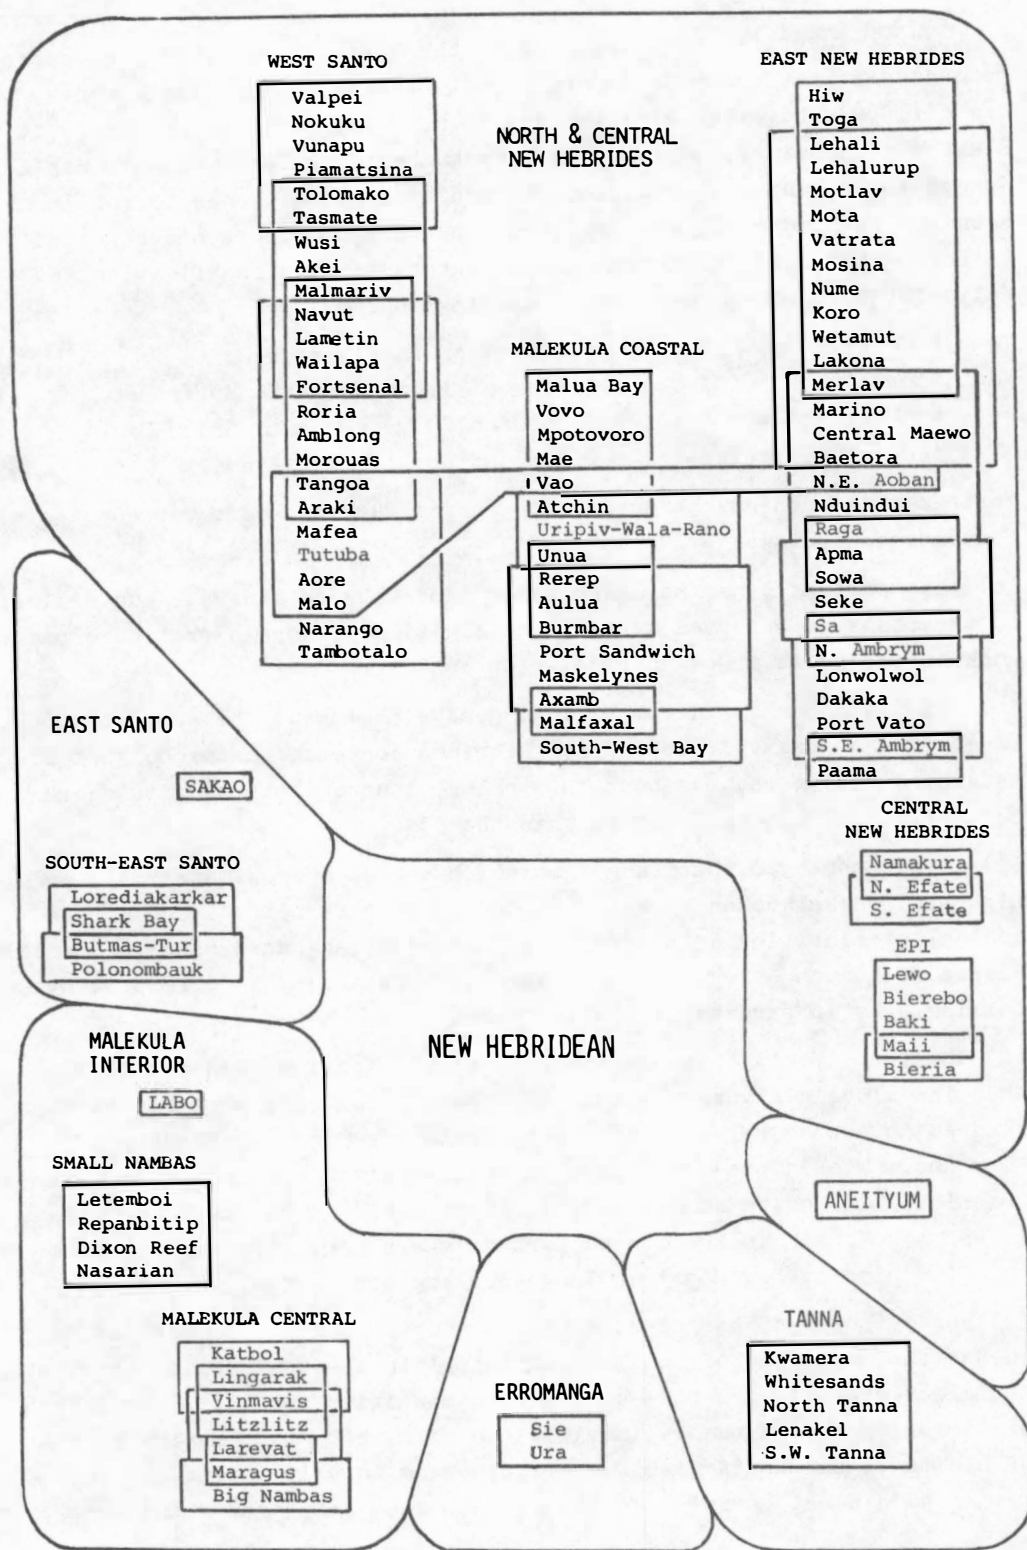 WEST SANTO
Valpei
Nokuku
Vunapu
Piamatsina
Tolomako
Tasmate
Wusi
Akei
Malmariv
Navut
Lametin
Wailapa
Fortsenal
Roria
Amblong
Morouas
Tangoa
Araki
Mafea
Tutuba
Aore
Malo
Narango
Tambotalo
NORTH & CENTRAL
NEW HEBRIDES
MALEKULA COASTAL
Malua Bay
Vovo
Mpotovoro
Mae
Vao
Atchin
Uripiv-Wala-Rano
Unua
Rerep
Aulua
Burmbar
Port Sandwich
Maskelynes
Axamb
Malfaxal
South-West Bay
EAST NEW HEBRIDES
Hiw
Toga
Lehali
Lehalurup
Motlav
Mota
Vatrata
Mosina
Nume
Koro
Wetamut
Lakona
Merlav
Marino
Central Maewo
Baetora
N.E. Aoban
Nduindui
Raga
Apma
Sowa
Seke
Sa
N. Ambrym
Lonwolwol
Dakaka
Port Vato
S.E. Ambrym
Paama
CENTRAL
NEW HEBRIDES
Namakura
N. Efate
S. Efate
EPI
Lewo
Bierebo
Baki
Maii
Bieria
EAST SANTO
SAKAO
SOUTH-EAST SANTO
Lorediakarkar
Shark Bay
Butmas-Tur
Polonombauk
MALEKULA
INTERIOR
LABO
SMALL NAMBAS
Letemboi
Repanbitip
Dixon Reef
Nasarian
MALEKULA CENTRAL
Katbol
Lingarak
Vinmavis
Litzlitz
Larevat
Maragus
Big Nambas
NEW HEBRIDEAN
ERROMANGA
Sie
Ura
ANEITYUM
TANNA
Kwamera
Whitesands
North Tanna
Lenakel
S.W. Tanna